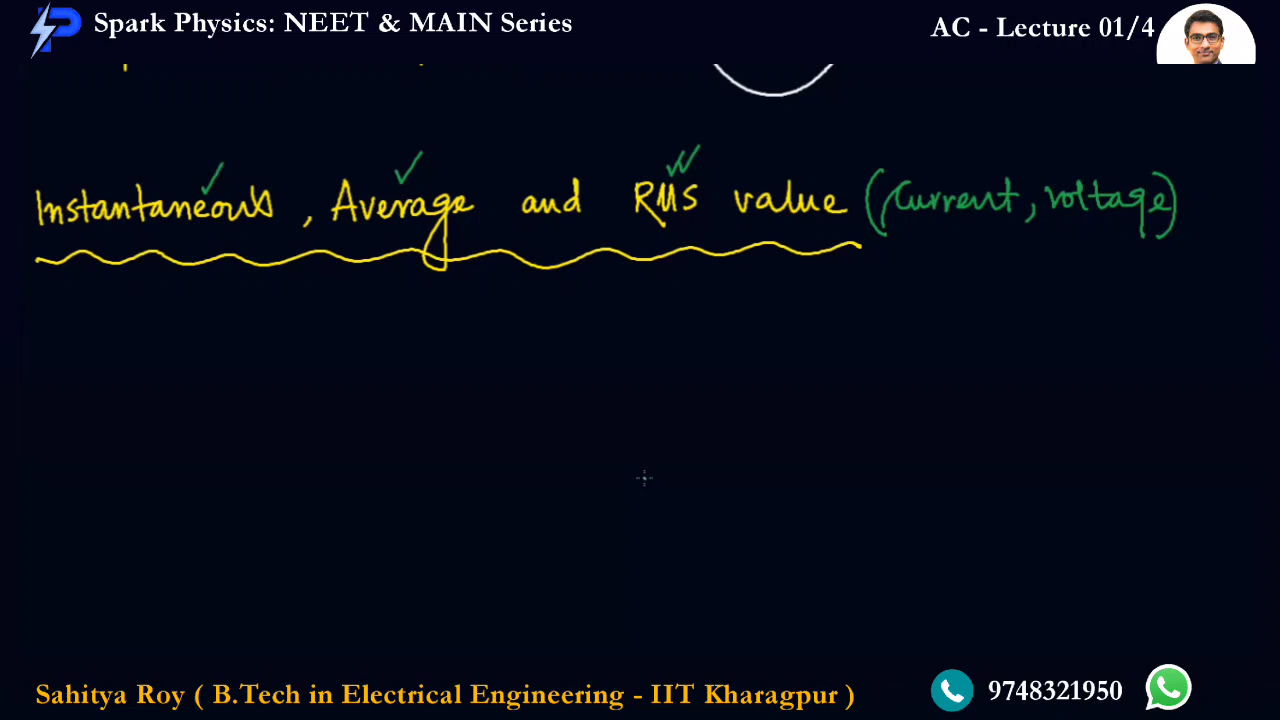 Spark Physics: NEET & MAIN Series
AC - Lecture 01/4
Instantaneous, Average and RMS value (Current, voltage)
Sahitya Roy ( B.Tech in Electrical Engineering - IIT Kharagpur )
9748321950